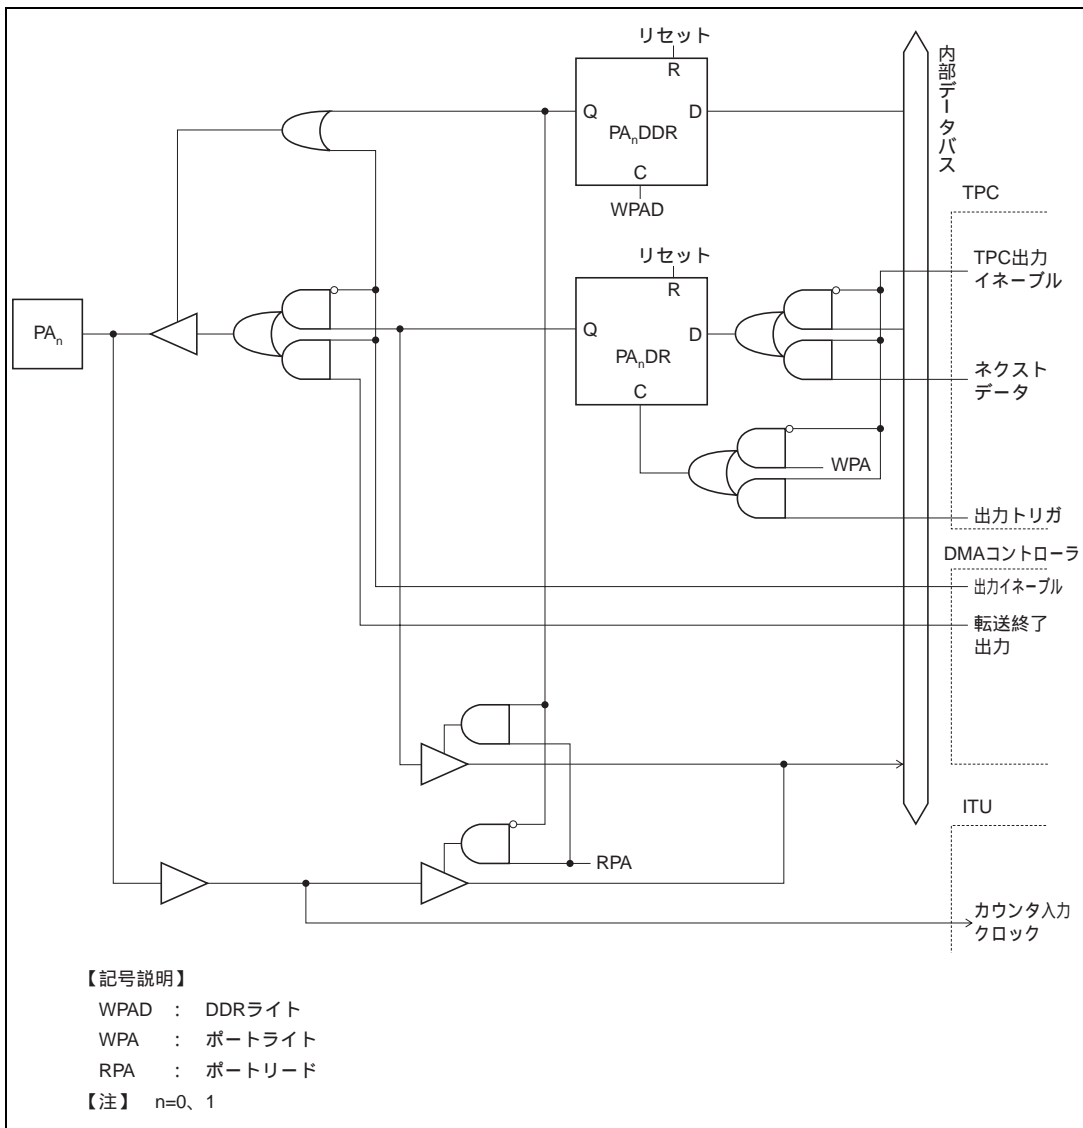 リセット
R
Q
D
PAnDDR
C
WPAD
内部データバス
TPC
TPC出力
イネーブル
リセット
R
PAn
Q
D
PAnDR
C
ネクスト
データ
WPA
出力トリガ
DMAコントローラ
出力イネーブル
転送終了
出力
ITU
RPA
カウンタ入力
クロック
【記号説明】
WPAD : DDRライト
WPA : ポートライト
RPA : ポートリード
【注】 n=0、1